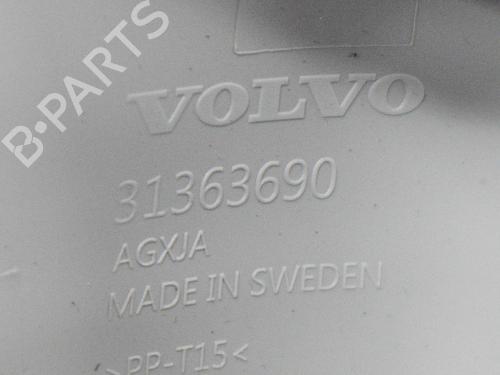 B-PARTS
VOLVO
31363690
AGXJA
MADE IN SWEDEN
>PP-T15<